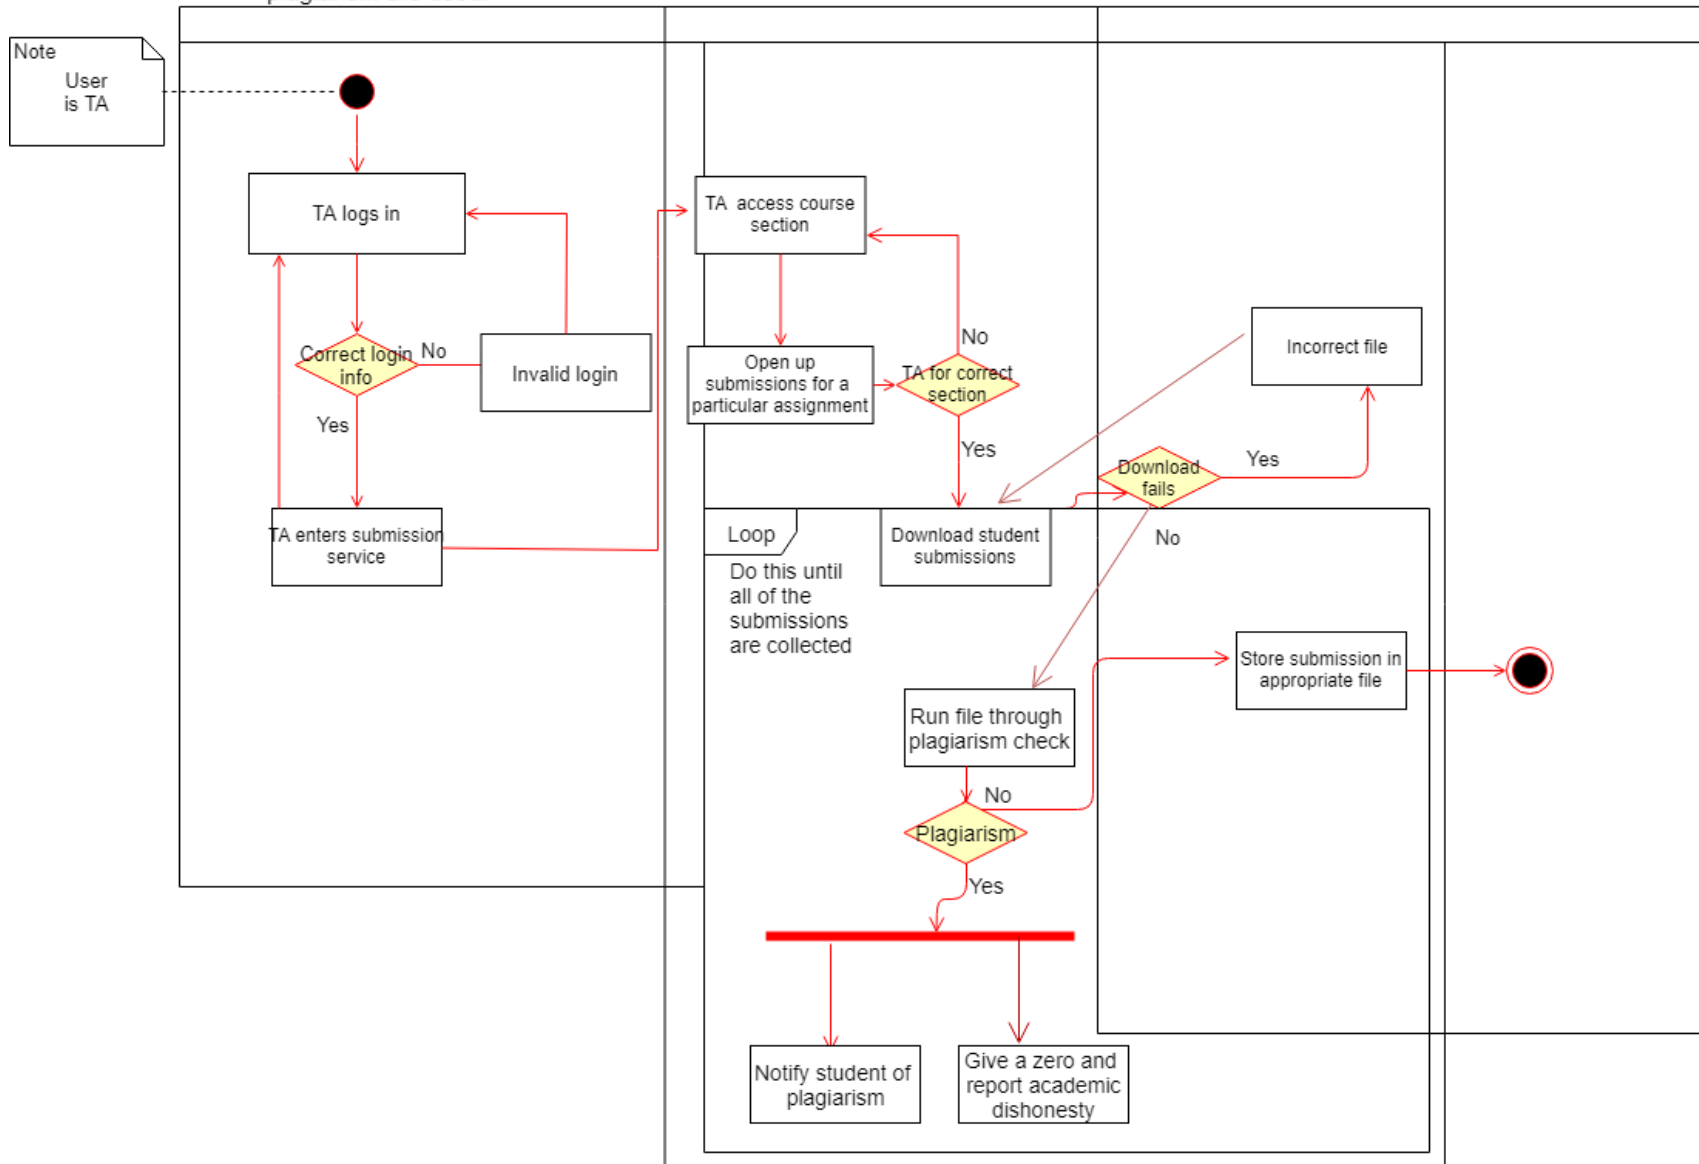 Note
User
is TA
TA logs in
TA access course
section
Correct login
info
No
Invalid login
Yes
Open up
submissions for a
particular assignment
TA for correct
section
No
Yes
Incorrect file
Download
fails
Yes
No
TA enters submission
service
Loop
Do this until
all of the
submissions
are collected
Download student
submissions
Store submission in
appropriate file
Run file through
plagiarism check
No
Plagiarism
Yes
Notify student of
plagiarism
Give a zero and
report academic
dishonesty